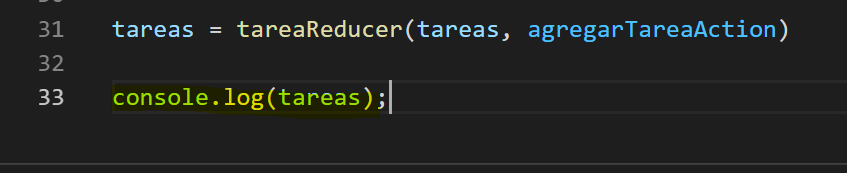 31 tareas = tareaReducer(tareas, agregarTareaAction)
32
33 console.log(tareas);